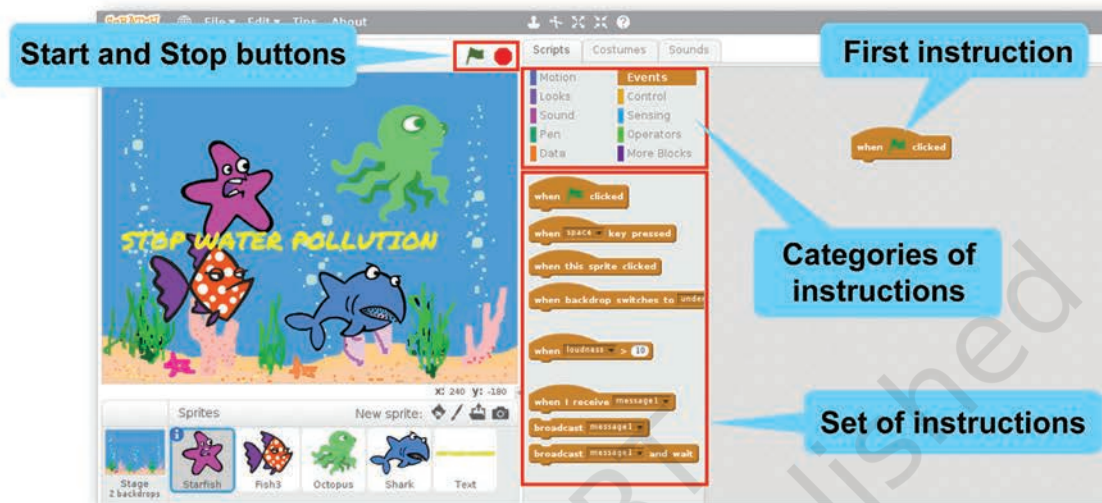 SCRATCH File Edit Tips About
Start and Stop buttons
Scripts Costumes Sounds
First instruction
Motion Events
Looks Control
Sound Sensing
Pen Operators
Data More Blocks
when clicked
STOP WATER POLLUTION
when clicked
when space key pressed
when this sprite clicked
when backdrop switches to under
when loudness > 10
Categories of
instructions
x: 240 y: -180
when I receive message1
broadcast message1
broadcast message1 and wait
Set of instructions
Sprites New sprite:
Stage
2 backdrops
Starfish Fish3 Octopus Shark Text